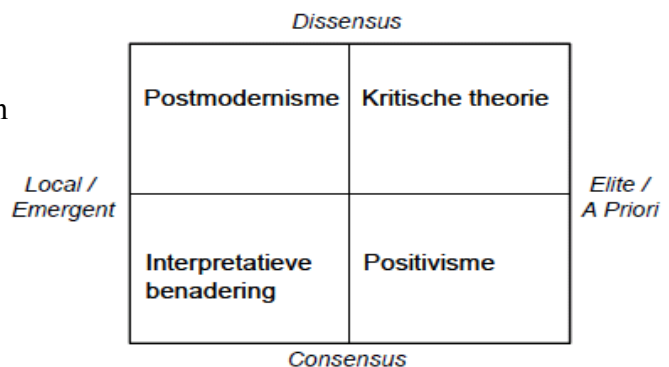 Dissensus
Postmodernisme
Kritische theorie
n
Local /
Emergent
Elite /
A Priori
Interpretatieve
benadering
Positivisme
Consensus